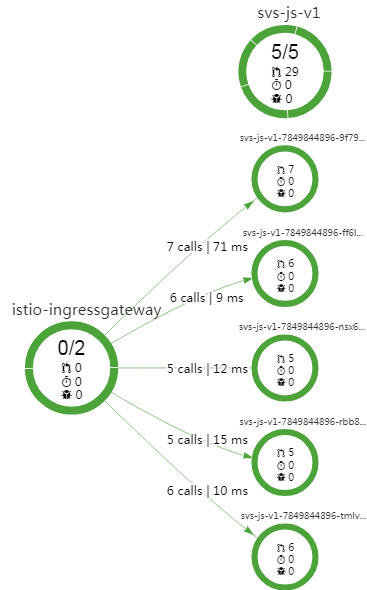 svs-js-v1
5/5
29
0
0
svs-js-v1-7849844896-9f79...
7
0
0
7 calls | 71 ms
svs-js-v1-7849844896-ff6l...
6
0
0
6 calls | 9 ms
istio-ingressgateway
0/2
0
0
0
svs-js-v1-7849844896-nsx6...
5
0
0
5 calls | 12 ms
svs-js-v1-7849844896-rbb8...
5
0
0
5 calls | 15 ms
svs-js-v1-7849844896-tmlv...
6
0
0
6 calls | 10 ms